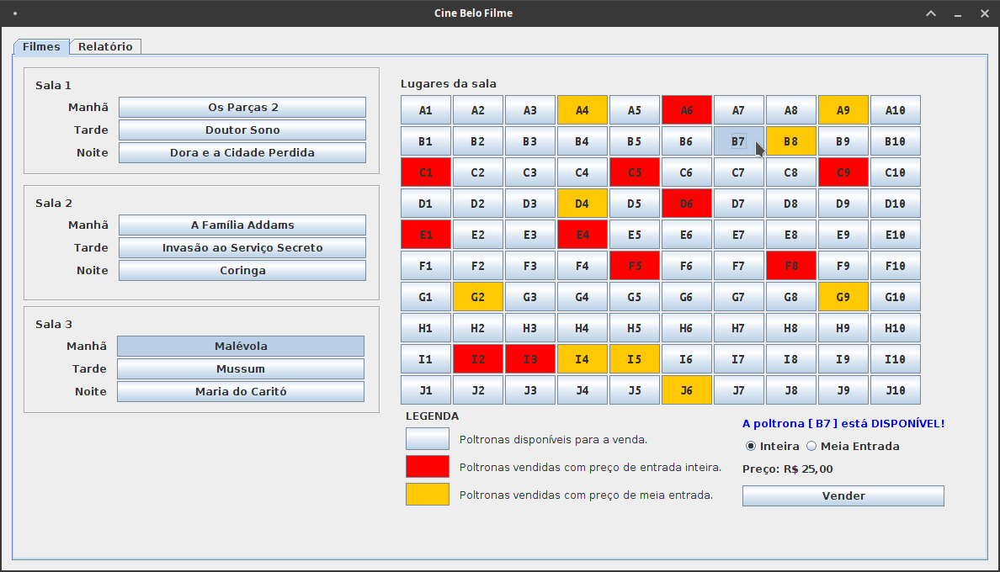 Cine Belo Filme
Filmes Relatório
Sala 1
Manhã Os Parças 2
Tarde Doutor Sono
Noite Dora e a Cidade Perdida
Sala 2
Manhã A Família Addams
Tarde Invasão ao Serviço Secreto
Noite Coringa
Sala 3
Manhã Malévola
Tarde Mussum
Noite Maria do Caritó
Lugares da sala
A1 A2 A3 A4 A5 A6 A7 A8 A9 A10
B1 B2 B3 B4 B5 B6 B7 B8 B9 B10
C1 C2 C3 C4 C5 C6 C7 C8 C9 C10
D1 D2 D3 D4 D5 D6 D7 D8 D9 D10
E1 E2 E3 E4 E5 E6 E7 E8 E9 E10
F1 F2 F3 F4 F5 F6 F7 F8 F9 F10
G1 G2 G3 G4 G5 G6 G7 G8 G9 G10
H1 H2 H3 H4 H5 H6 H7 H8 H9 H10
I1 I2 I3 I4 I5 I6 I7 I8 I9 I10
J1 J2 J3 J4 J5 J6 J7 J8 J9 J10
LEGENDA
Poltronas disponíveis para a venda.
Poltronas vendidas com preço de entrada inteira.
Poltronas vendidas com preço de meia entrada.
A poltrona [ B7 ] está DISPONÍVEL!
Inteira Meia Entrada
Preço: R$ 25,00
Vender